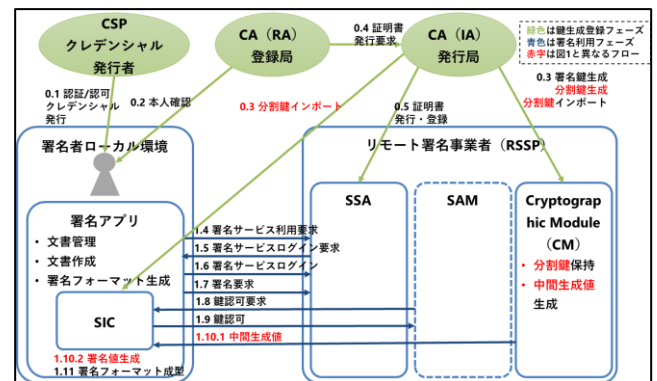 CSP
クレデンシャル
発行者
CA（RA）
登録局
0.4 証明書
発行要求
CA（IA）
発行局
緑色は鍵生成登録フェーズ
青色は署名利用フェーズ
赤字は図1と異なるフロー
0.1 認証/認可
クレデンシャル
発行
0.2 本人確認
0.3 分割鍵インポート
0.5 証明書
発行・登録
0.3 署名鍵生成
分割鍵生成
分割鍵インポート
署名者ローカル環境
リモート署名事業者（RSSP）
署名アプリ
• 文書管理
• 文書作成
• 署名フォーマット生成
SIC
1.10.2 署名値生成
1.11 署名フォーマット成型
1.4 署名サービス利用要求
1.5 署名サービスログイン要求
1.6 署名サービスログイン
1.7 署名要求
1.8 鍵認可要求
1.9 鍵認可
1.10.1 中間生成値
SSA
SAM
Cryptograp
hic Module
（CM）
• 分割鍵保持
• 中間生成値
生成